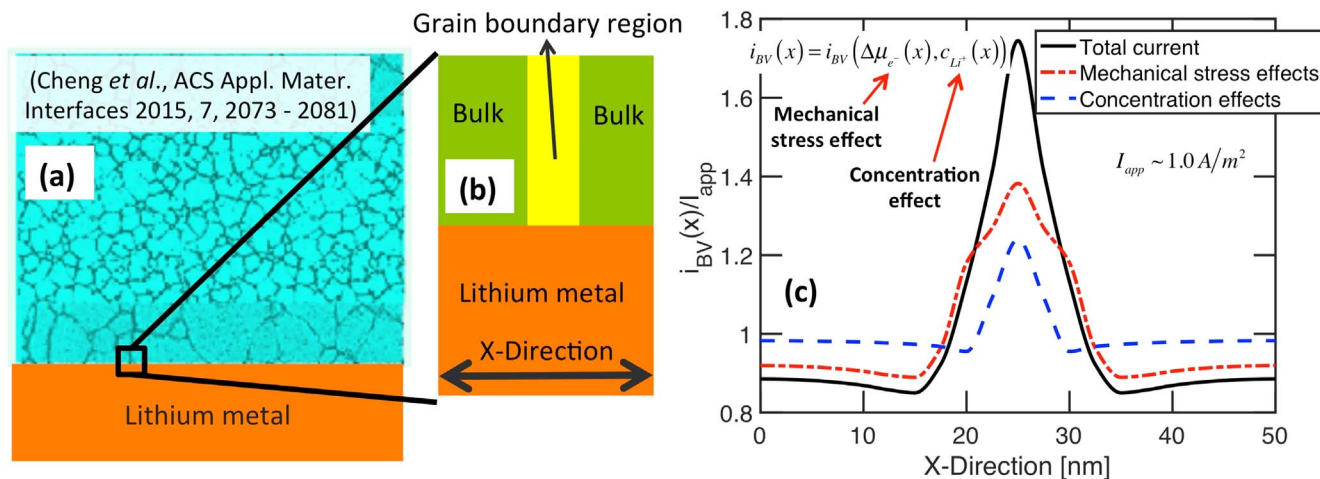 (Cheng et al., ACS Appl. Mater.
Interfaces 2015, 7, 2073 - 2081)
(a)
Lithium metal
Grain boundary region
Bulk
Bulk
(b)
Lithium metal
X-Direction
i_BV(x) = i_BV(Δμ_e⁻(x), c_Li⁺(x))
Mechanical
stress effect
Concentration
effect
Total current
Mechanical stress effects
Concentration effects
I_app ~ 1.0 A/m²
(c)
i_BV(x)/I_app
1.8
1.6
1.4
1.2
1
0.8
0
10
20
30
40
50
X-Direction [nm]